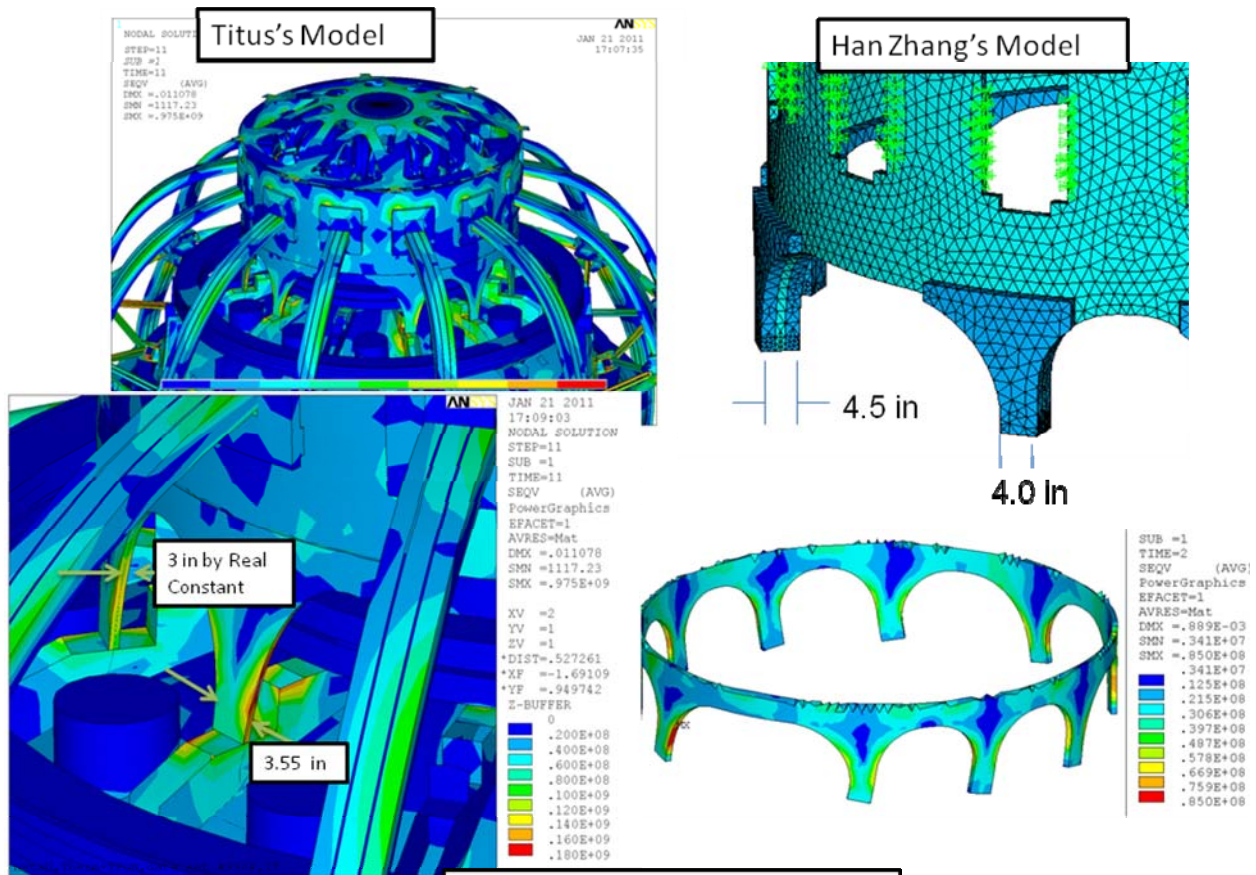 Titus's Model
1
NODAL SOLUTI
STEP=11
SUB =1
TIME=11
SEQV (AVG)
DMX =.011078
SMN =1117.23
SMX =.975E+09
AN
JAN 21 2011
17:07:35
Han Zhang's Model
4.5 in
4.0 in
AN
JAN 21 2011
17:09:03
NODAL SOLUTION
STEP=11
SUB =1
TIME=11
SEQV (AVG)
PowerGraphics
EFACET=1
AVRES=Mat
DMX =.011078
SMN =1117.23
SMX =.975E+09
XV =2
YV =1
ZV =1
*DIST=.527261
*XF =-1.69109
*YF =.949742
Z-BUFFER
0
.200E+08
.400E+08
.600E+08
.800E+08
.100E+09
.120E+09
.140E+09
.160E+09
.180E+09
3 in by Real
Constant
3.55 in
SUB =1
TIME=2
SEQV (AVG)
PowerGraphics
EFACET=1
AVRES=Mat
DMX =.889E-03
SMN =.341E+07
SMX =.850E+08
.341E+07
.125E+08
.215E+08
.306E+08
.397E+08
.487E+08
.578E+08
.669E+08
.759E+08
.850E+08
MX